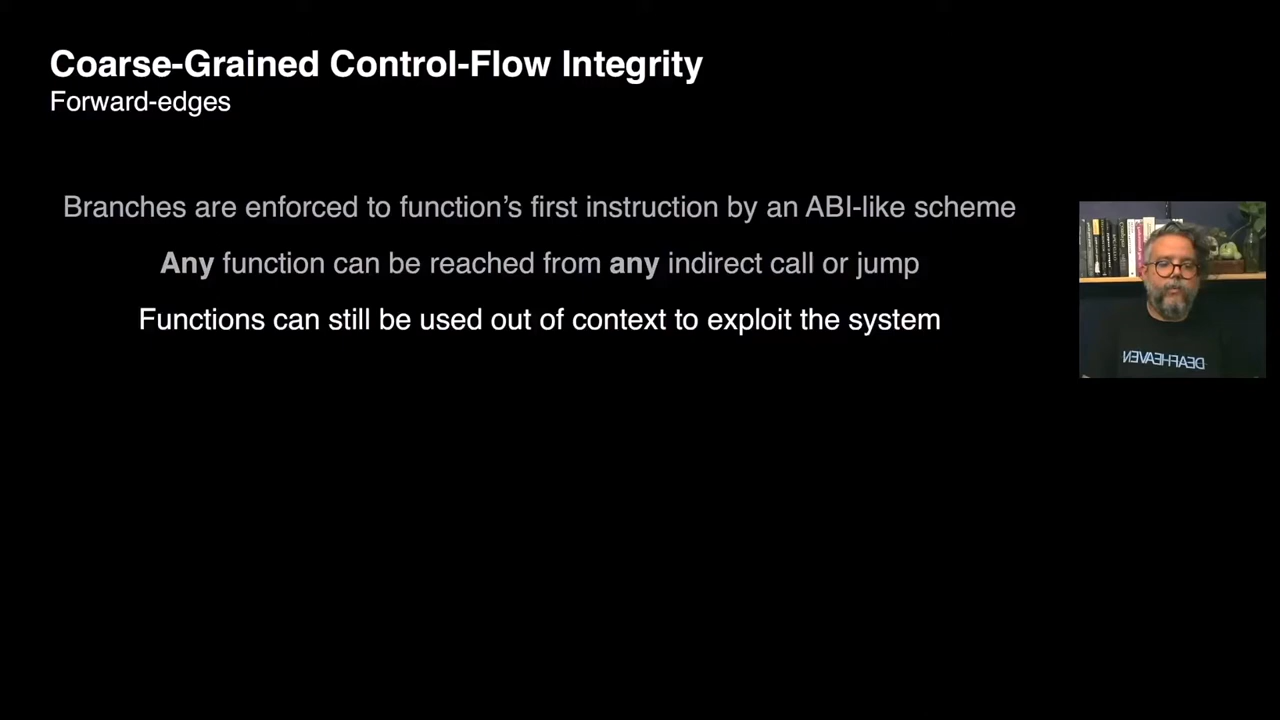 Coarse-Grained Control-Flow Integrity
Forward-edges
Branches are enforced to function's first instruction by an ABI-like scheme
Any function can be reached from any indirect call or jump
Functions can still be used out of context to exploit the system
DEAFHEAVEN